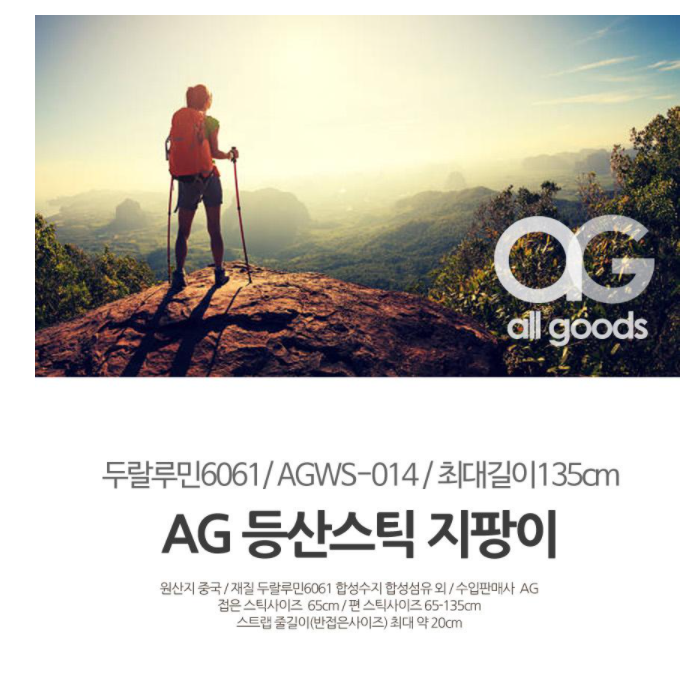 aG
all goods
두랄루민6061 / AGWS-014 / 최대길이135cm
AG 등산스틱 지팡이
원산지 중국 / 재질 두랄루민6061 합성수지 합성섬유 외 / 수입판매사 AG
접은 스틱사이즈 65cm / 편 스틱사이즈 65-135cm
스트랩 줄길이(반접은사이즈) 최대 약 20cm